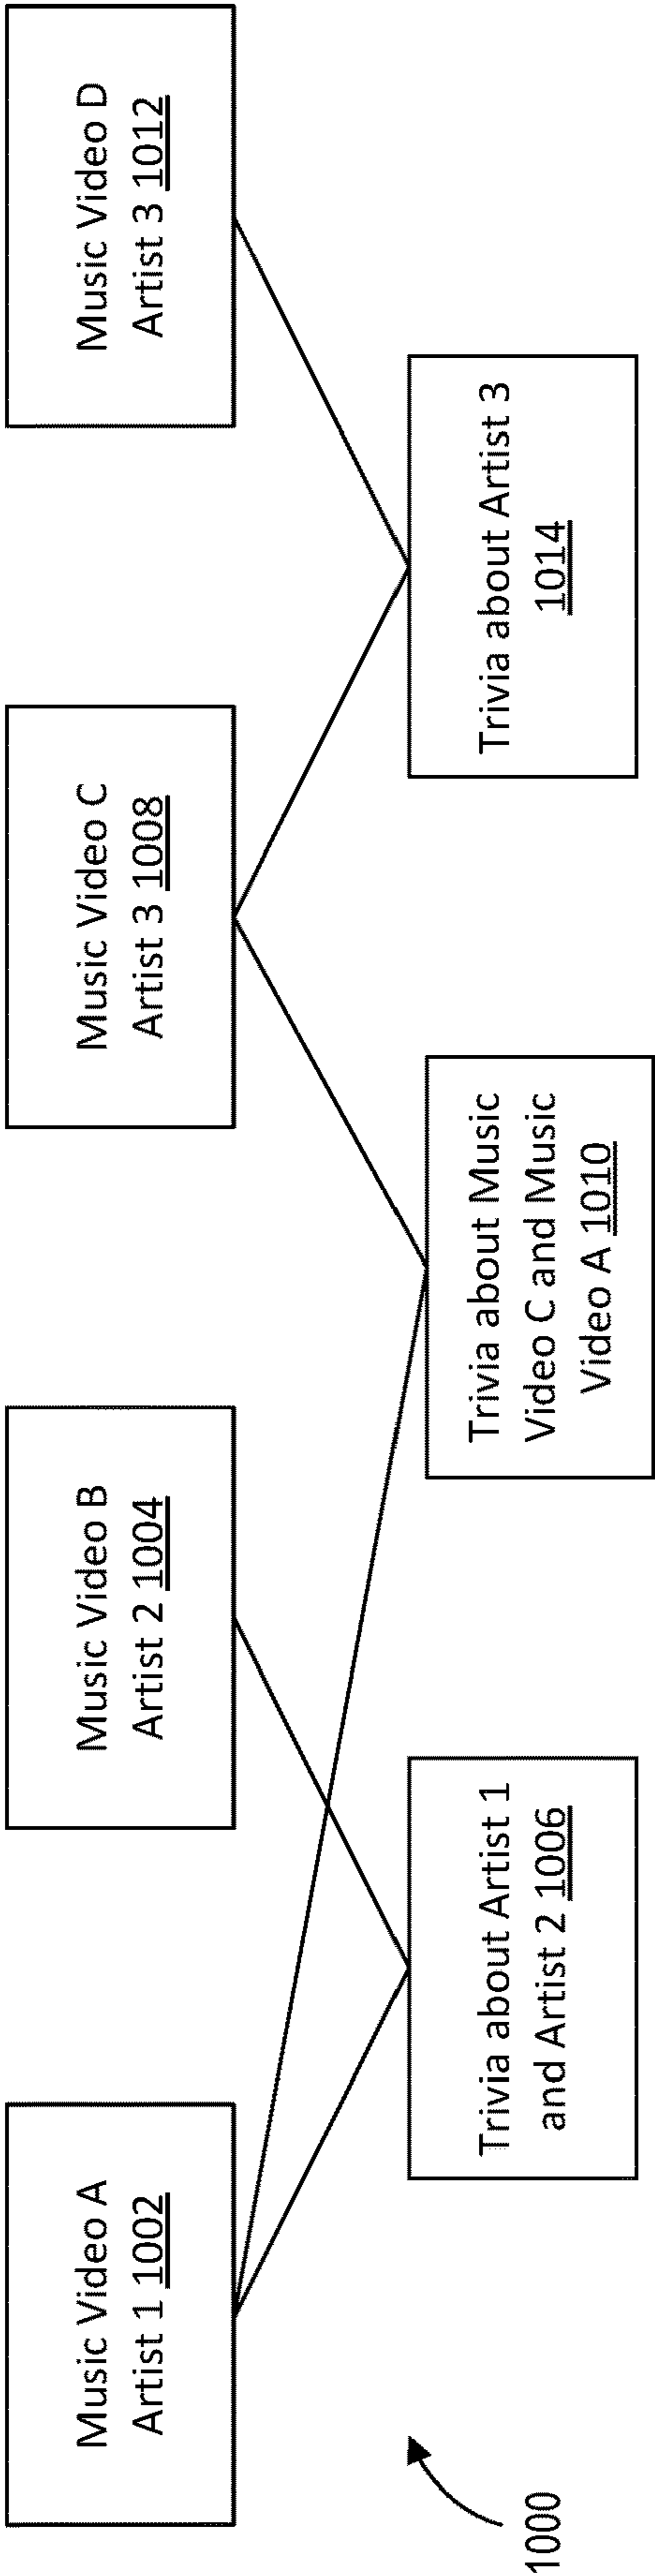 Music Video A
Artist 1 1002
Music Video B
Artist 2 1004
Music Video C
Artist 3 1008
Music Video D
Artist 3 1012
Trivia about Artist 1
and Artist 2 1006
Trivia about Music
Video C and Music
Video A 1010
Trivia about Artist 3
1014
1000